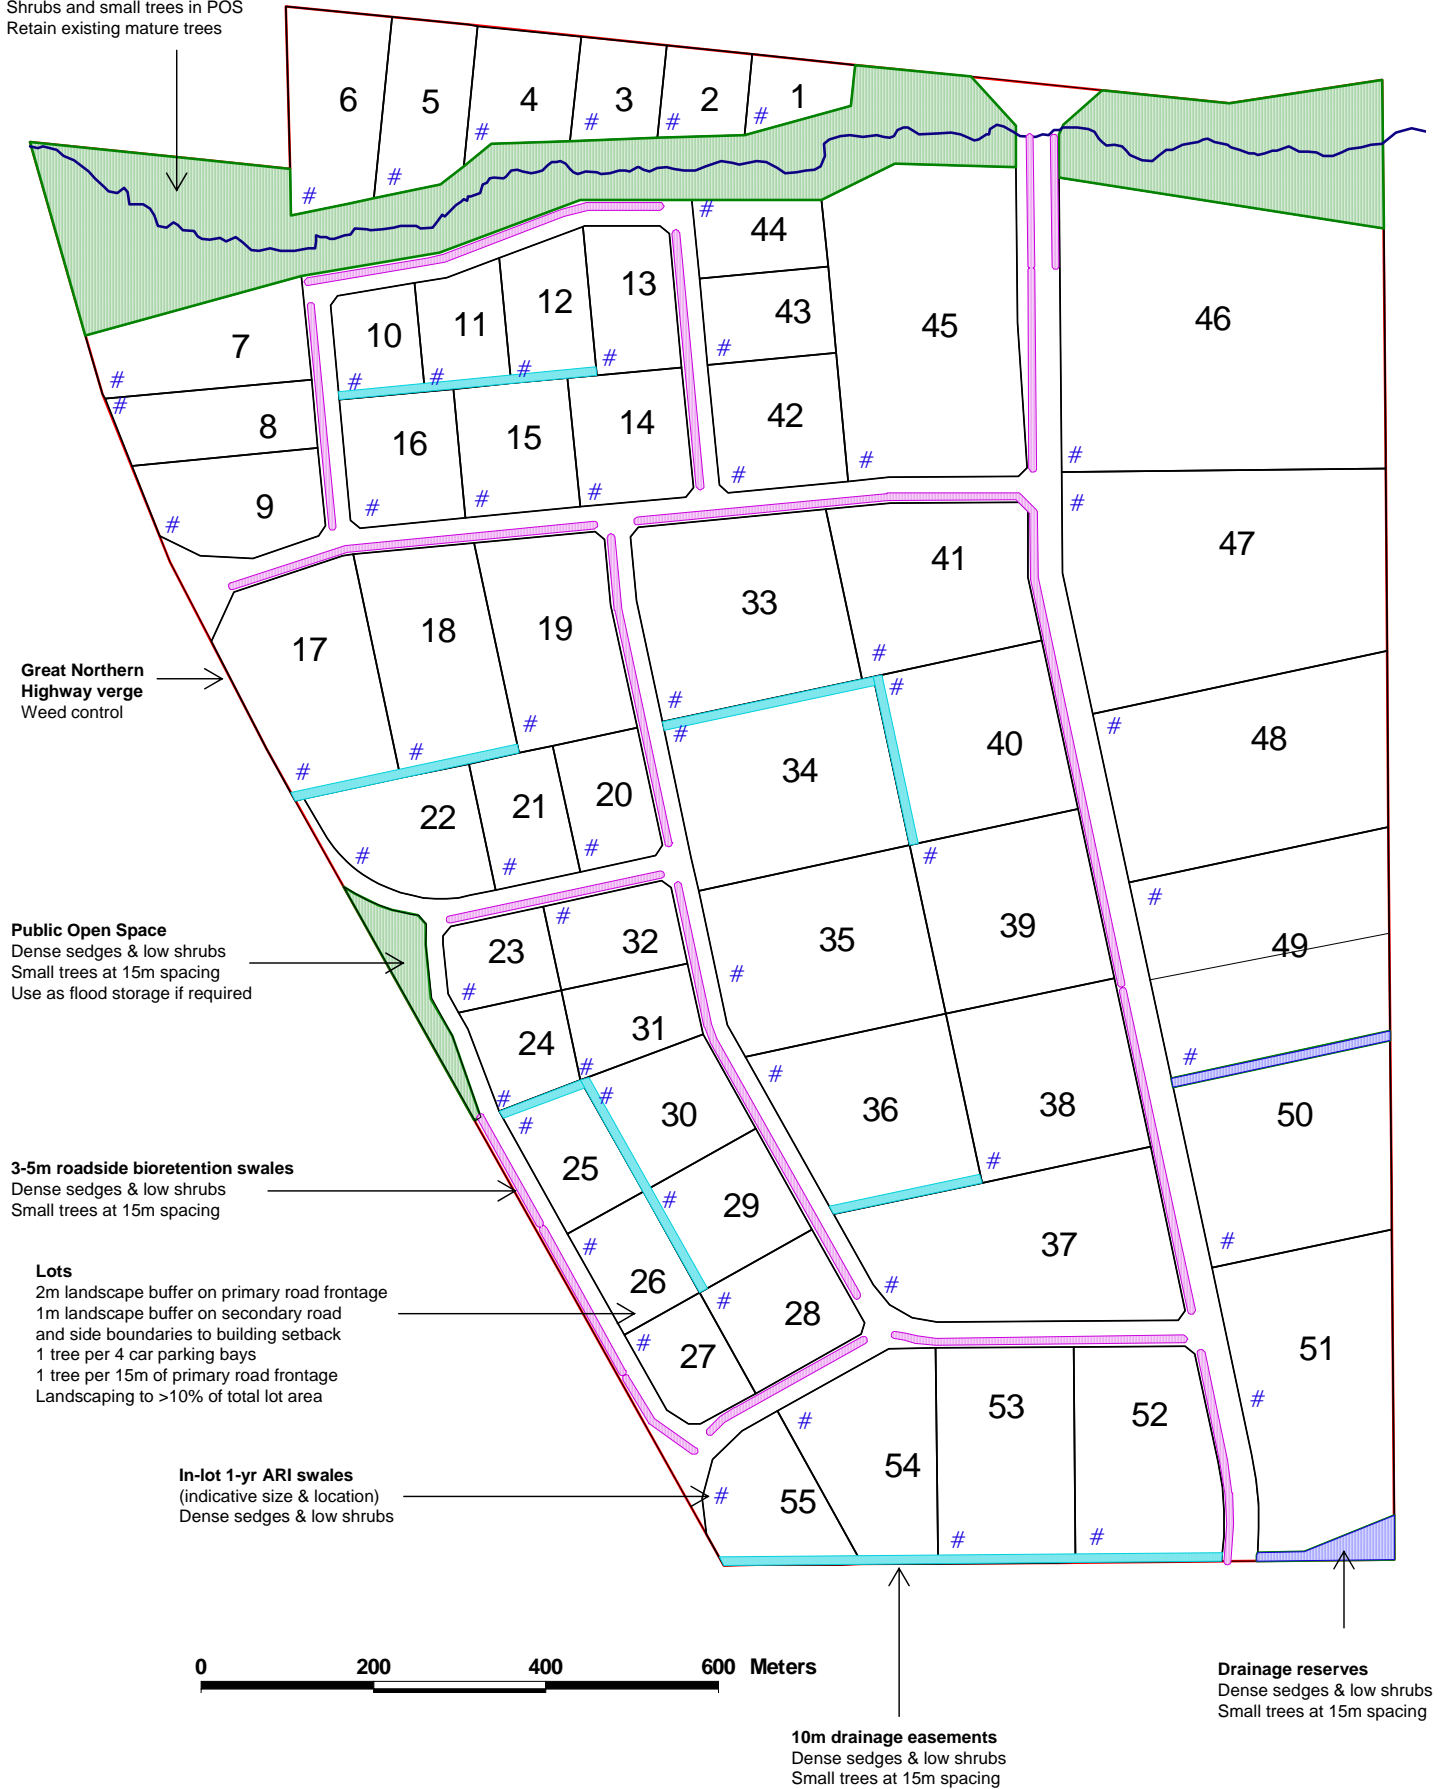 Shrubs and small trees in POS
Retain existing mature trees
6
5
4
3
2
1
44
13
12
11
10
43
45
46
7
8
9
16
15
14
42
47
41
33
19
18
17
Great Northern
Highway verge
Weed control
48
40
34
20
21
22
Public Open Space
Dense sedges & low shrubs
Small trees at 15m spacing
Use as flood storage if required
23
32
35
39
49
24
31
30
36
38
50
3-5m roadside bioretention swales
Dense sedges & low shrubs
Small trees at 15m spacing
25
29
37
Lots
2m landscape buffer on primary road frontage
1m landscape buffer on secondary road
and side boundaries to building setback
1 tree per 4 car parking bays
1 tree per 15m of primary road frontage
Landscaping to >10% of total lot area
26
28
27
51
53
52
54
55
In-lot 1-yr ARI swales
(indicative size & location)
Dense sedges & low shrubs
0 200 400 600 Meters
Drainage reserves
Dense sedges & low shrubs
Small trees at 15m spacing
10m drainage easements
Dense sedges & low shrubs
Small trees at 15m spacing